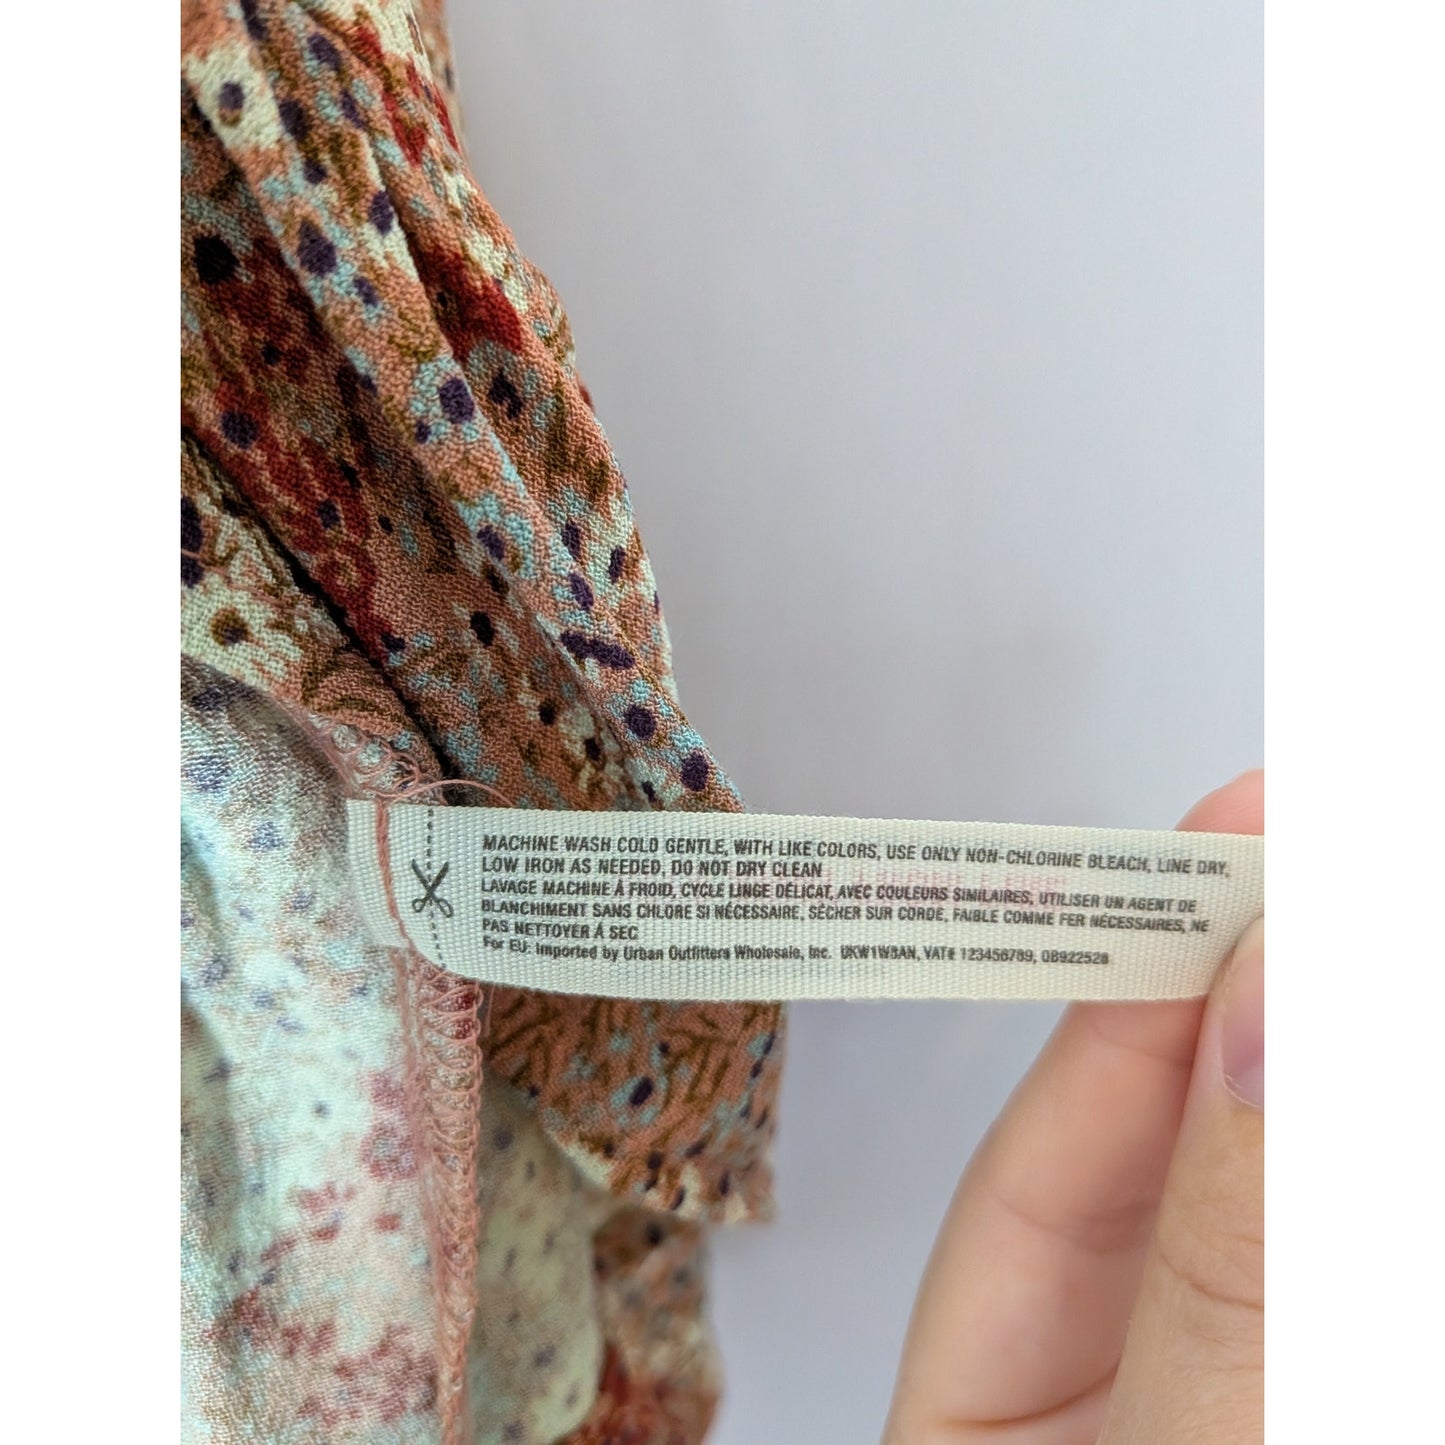 MACHINE WASH COLD GENTLE, WITH LIKE COLORS, USE ONLY NON-CHLORINE BLEACH, LINE DRY,
LOW IRON AS NEEDED, DO NOT DRY CLEAN
LAVAGE MACHINE À FROID, CYCLE LINGE DÉLICAT, AVEC COULEURS SIMILAIRES, UTILISER UN AGENT DE
BLANCHIMENT SANS CHLORE SI NÉCESSAIRE, SÉCHER SUR CORDE, FAIBLE COMME FER NÉCESSAIRES, NE
PAS NETTOYER À SEC
For EU: Imported by Urban Outfitters Wholesale, Inc. UKW1W8AN, VAT# 123456789, OB922528